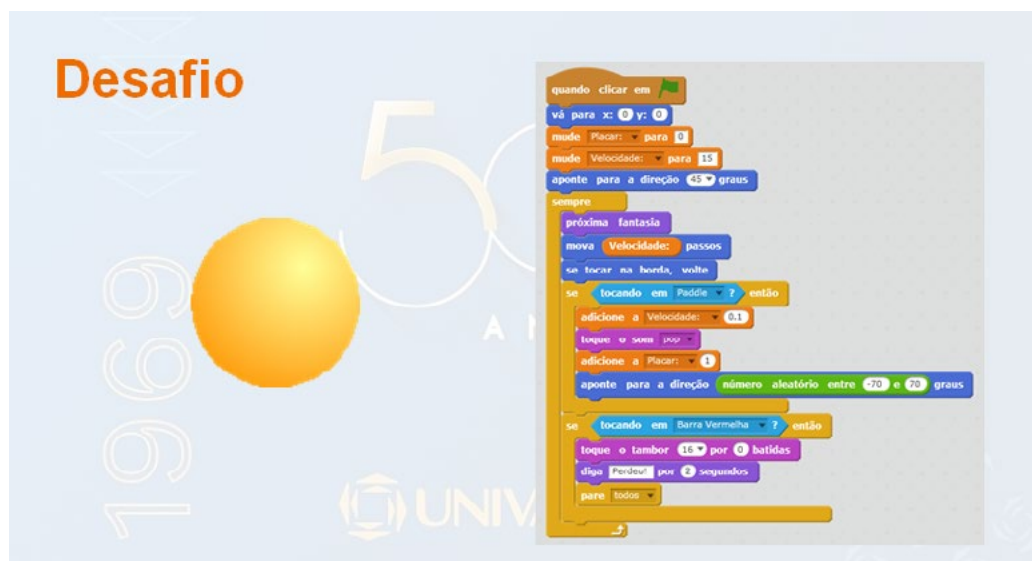 Desafio
quando clicar em
vá para x: 0 y: 0
mude Placar: para 0
mude Velocidade: para 15
aponte para a direção 45 graus
sempre
próxima fantasia
mova Velocidade: passos
se tocar na borda, volte
se tocando em Paddle ? então
adicione a Velocidade: 0.1
toque o som pop
adicione a Placar: 1
aponte para a direção número aleatório entre -70 e 70 graus
se tocando em Barra Vermelha ? então
toque o tambor 16 por 0 batidas
diga Perdeu! por 2 segundos
pare todos
1969
50
UNIV